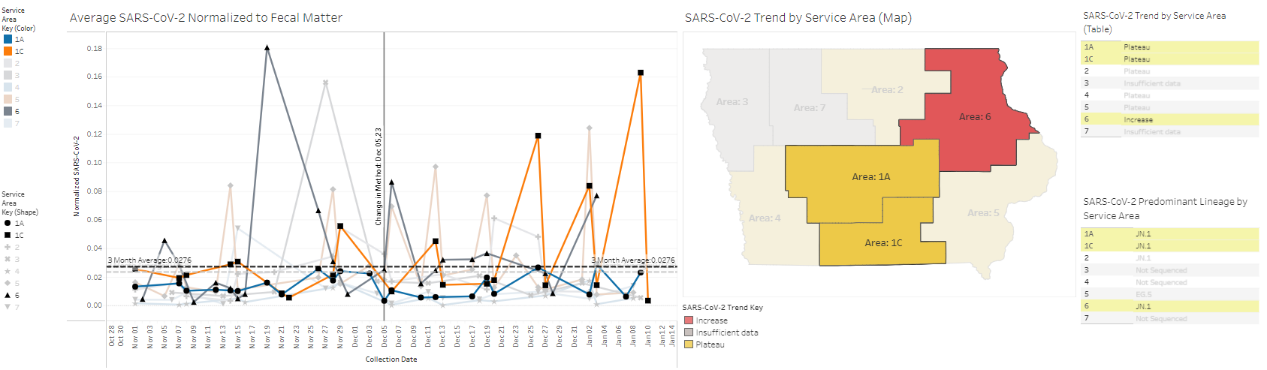 Service
Area
Key (Color)
1A
1C
2
3
4
5
6
7
Service
Area
Key (Shape)
1A
1C
2
3
4
5
6
7
Average SARS-CoV-2 Normalized to Fecal Matter
Normalized SARS-CoV-2
0.18
0.16
0.14
0.12
0.10
0.08
0.06
0.04
0.02
0.00
Change in Method: Dec 05,23
3 Month Average:0.0276
3 Month Average:0.0276
Oct 28
Oct 30
Nov 01
Nov 03
Nov 05
Nov 07
Nov 09
Nov 11
Nov 13
Nov 15
Nov 17
Nov 19
Nov 21
Nov 23
Nov 25
Nov 27
Nov 29
Dec 01
Dec 03
Dec 05
Dec 07
Dec 09
Dec 11
Dec 13
Dec 15
Dec 17
Dec 19
Dec 21
Dec 23
Dec 25
Dec 27
Dec 29
Dec 31
Jan 02
Jan 04
Jan 06
Jan 08
Jan 10
Jan 12
Jan 14
Collection Date
SARS-CoV-2 Trend by Service Area (Map)
Area: 3
Area: 7
Area: 2
Area: 6
Area: 1A
Area: 4
Area: 5
Area: 1C
SARS-CoV-2 Trend Key
Increase
Insufficient data
Plateau
SARS-CoV-2 Trend by Service Area
(Table)
1A Plateau
1C Plateau
2 Plateau
3 Insufficient data
4 Plateau
5 Plateau
6 Increase
7 Insufficient data
SARS-CoV-2 Predominant Lineage by
Service Area
1A JN.1
1C JN.1
2 JN.1
3 Not Sequenced
4 Not Sequenced
5 EG.5
6 JN.1
7 Not Sequenced